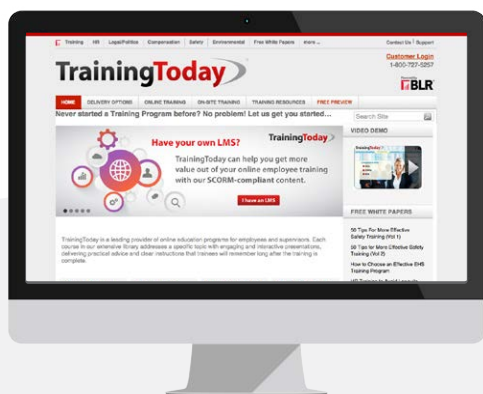 Training HR Legal/Politics Compensation Safety Environmental Free White Papers more...
Contact Us | Support
TrainingToday
Customer Login
1-800-727-5257
BLR
HOME DELIVERY OPTIONS ONLINE TRAINING ON-SITE TRAINING TRAINING RESOURCES FREE PREVIEW
Never started a Training Program before? No problem! Let us get you started...
Search Site
VIDEO DEMO
Have your own LMS?
TrainingToday
TrainingToday can help you get more
value out of your online employee training
with our SCORM-compliant content.
I have an LMS
TrainingToday
FREE WHITE PAPERS
50 Tips For More Effective
Safety Training (Vol 1)
50 Tips for More Effective Safety
Training (Vol 2)
How to Choose an Effective EHS
Training Program
TrainingToday is a leading provider of online education programs for employees and supervisors. Each
course in our extensive library addresses a specific topic with engaging and interactive presentations,
delivering practical advice and clear instructions that trainees will remember long after the training is
complete.